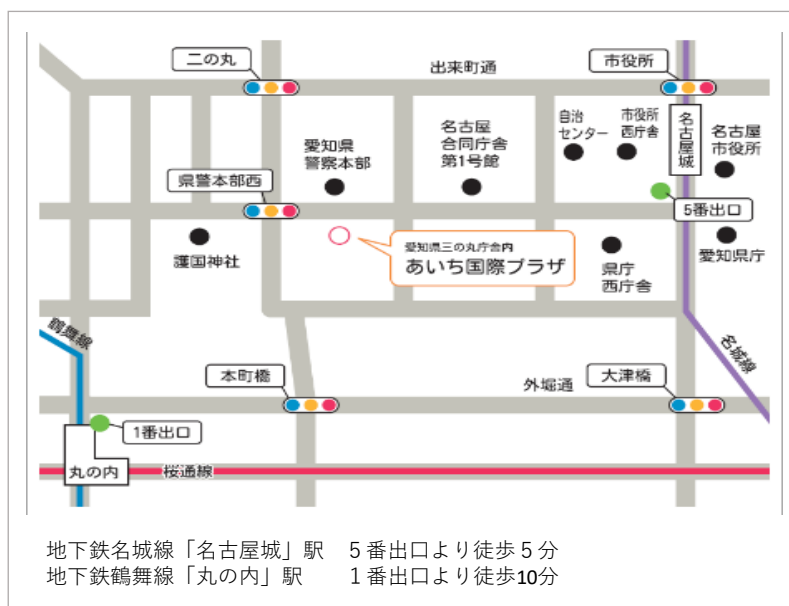 二の丸
出来町通
市役所
愛知県
警察本部
名古屋
合同庁舎
第1号館
自治
センター
市役所
西庁舎
名古屋城
名古屋
市役所
県警本部西
5番出口
護国神社
愛知県三の丸庁舎内
あいち国際プラザ
県庁
西庁舎
愛知県庁
鶴舞線
名城線
本町橋
外堀通
大津橋
1番出口
丸の内
桜通線
地下鉄名城線「名古屋城」駅　５番出口より徒歩５分
地下鉄鶴舞線「丸の内」駅　　１番出口より徒歩10分